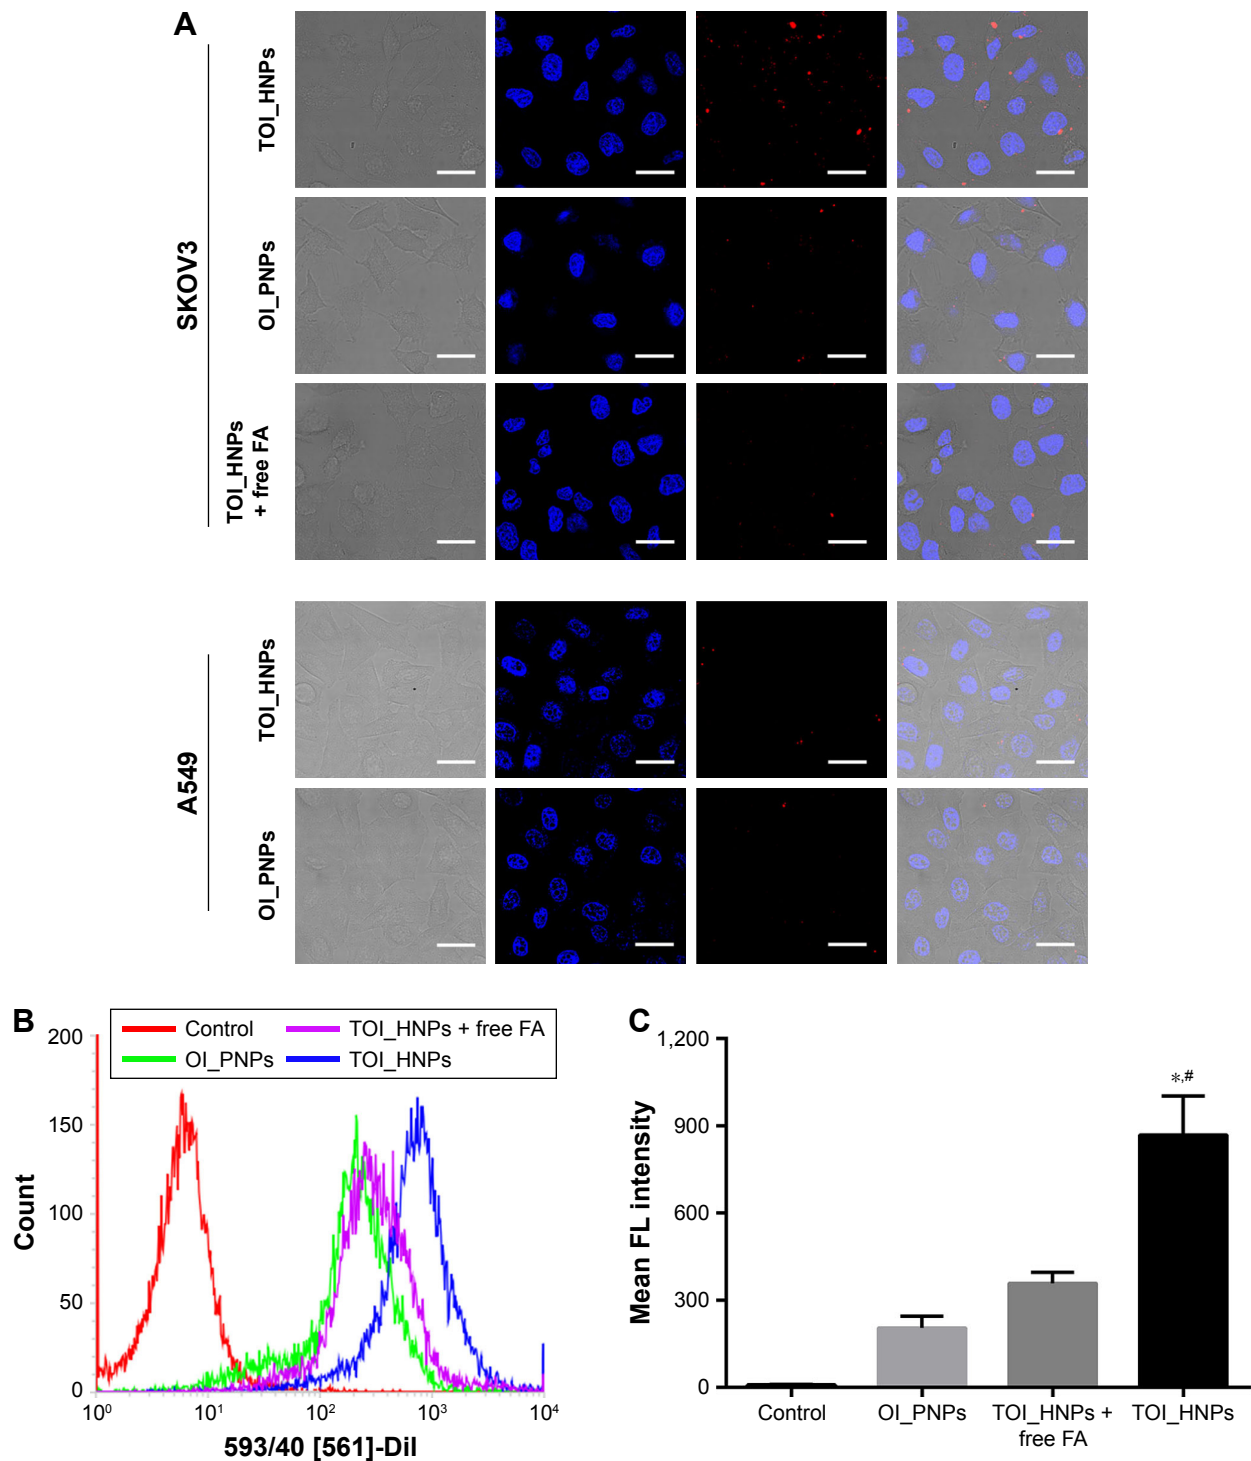 A
SKOV3
TOI_HNPs
OI_PNPs
TOI_HNPs
+ free FA
A549
TOI_HNPs
OI_PNPs
B
Control
TOI_HNPs + free FA
OI_PNPs
TOI_HNPs
Count
200
150
100
50
0
10⁰ 10¹ 10² 10³ 10⁴
593/40 [561]-Dil
C
Mean FL intensity
1,200
900
600
300
0
*,#
Control
OI_PNPs
TOI_HNPs +
free FA
TOI_HNPs